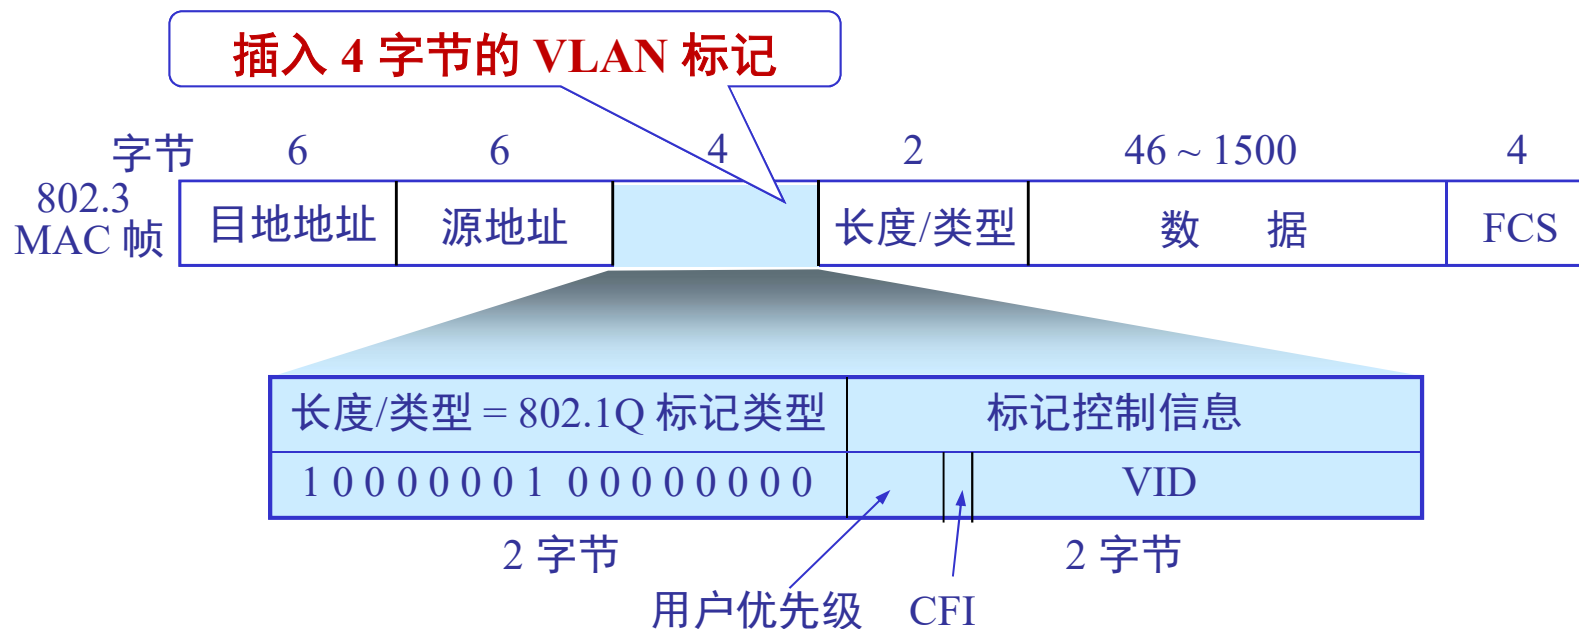 插入 4 字节的 VLAN 标记
字节 6 6 4 2 46 ~ 1500 4
802.3
MAC 帧
目地地址 源地址 长度/类型 数 据 FCS
长度/类型 = 802.1Q 标记类型 标记控制信息
1 0 0 0 0 0 0 1 0 0 0 0 0 0 0 0 VID
2 字节 2 字节
用户优先级 CFI